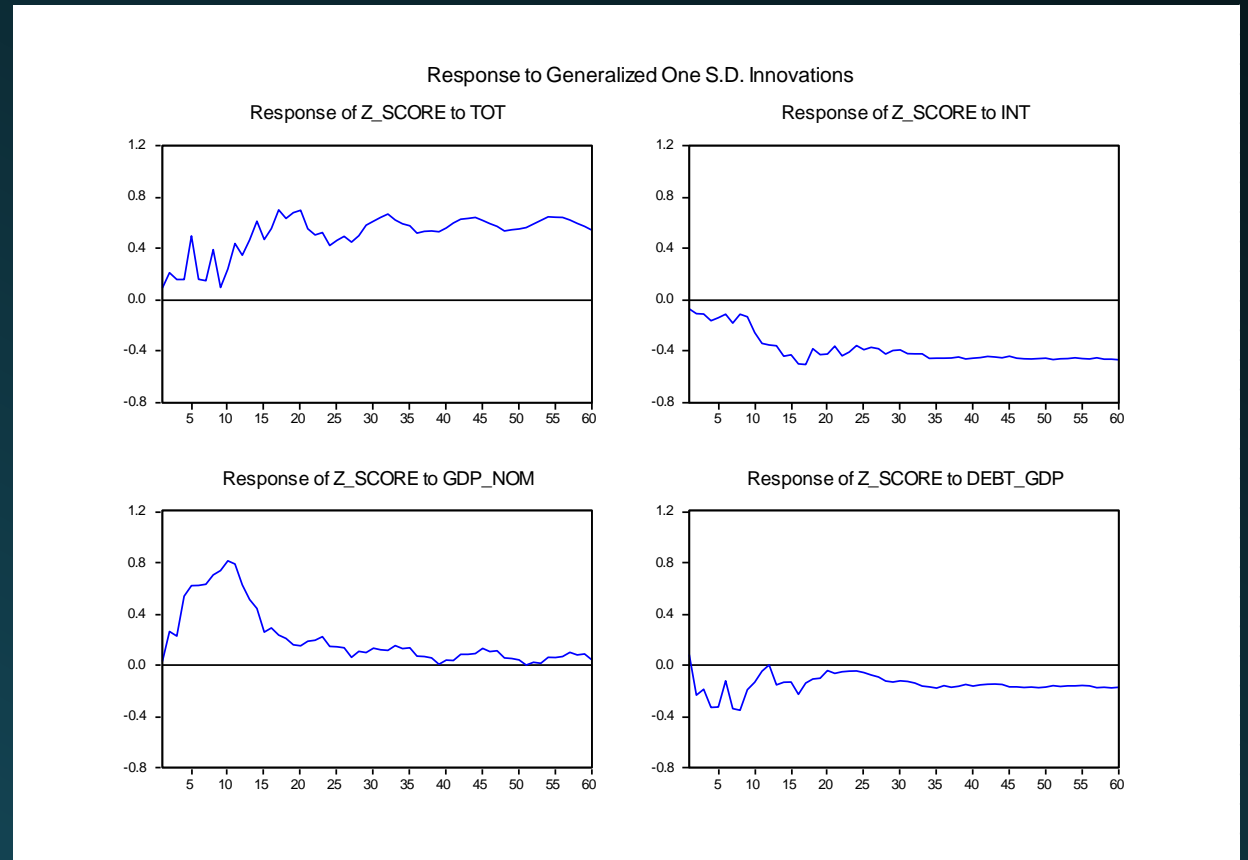 Response to Generalized One S.D. Innovations
Response of Z_SCORE to TOT
1.2
0.8
0.4
0.0
-0.4
-0.8
5 10 15 20 25 30 35 40 45 50 55 60
Response of Z_SCORE to INT
1.2
0.8
0.4
0.0
-0.4
-0.8
5 10 15 20 25 30 35 40 45 50 55 60
Response of Z_SCORE to GDP_NOM
1.2
0.8
0.4
0.0
-0.4
-0.8
5 10 15 20 25 30 35 40 45 50 55 60
Response of Z_SCORE to DEBT_GDP
1.2
0.8
0.4
0.0
-0.4
-0.8
5 10 15 20 25 30 35 40 45 50 55 60